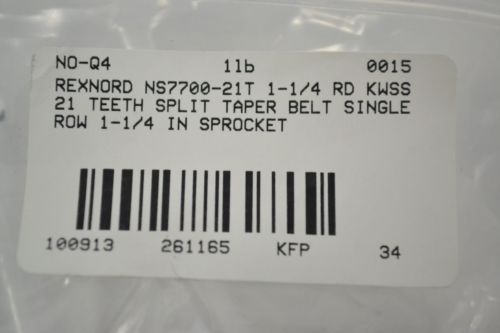 NO-Q4 1lb 0015
REXNORD NS7700-21T 1-1/4 RD KWSS
21 TEETH SPLIT TAPER BELT SINGLE
ROW 1-1/4 IN SPROCKET
100913 261165 KFP 34